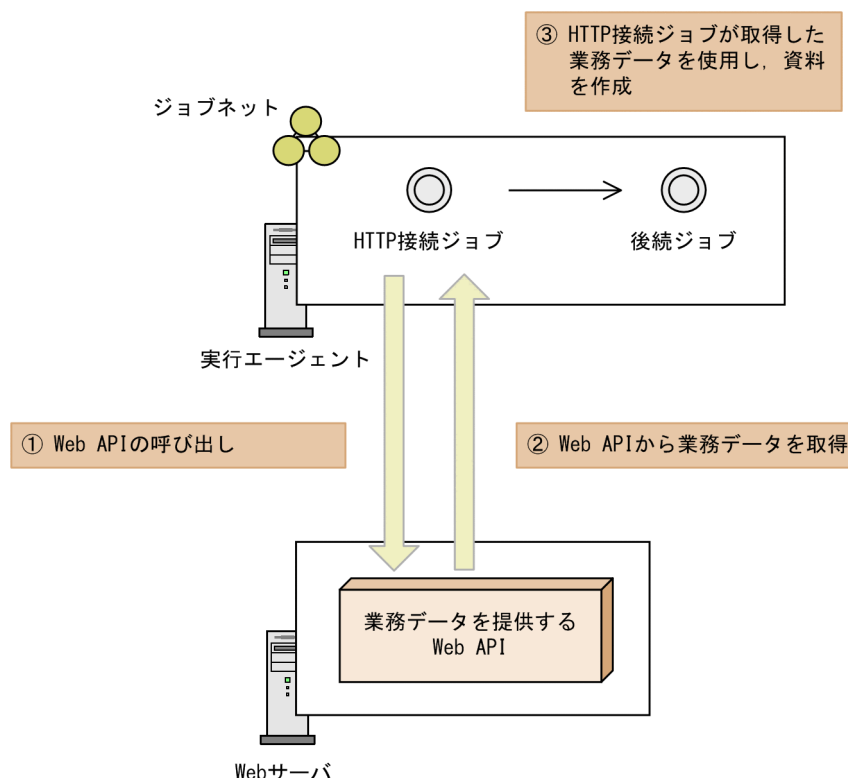 ③ HTTP接続ジョブが取得した
業務データを使用し，資料
を作成
ジョブネット
HTTP接続ジョブ
後続ジョブ
実行エージェント
① Web APIの呼び出し
② Web APIから業務データを取得
業務データを提供する
Web API
Webサーバ